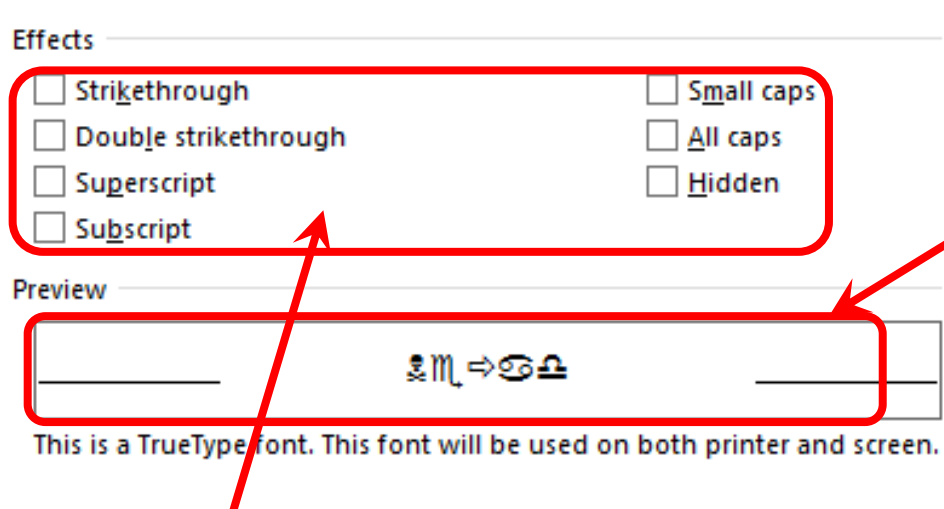 Effects
Strikethrough Small caps
Double strikethrough All caps
Superscript Hidden
Subscript
Preview
🕱♏⇨♋♎
This is a TrueType font. This font will be used on both printer and screen.